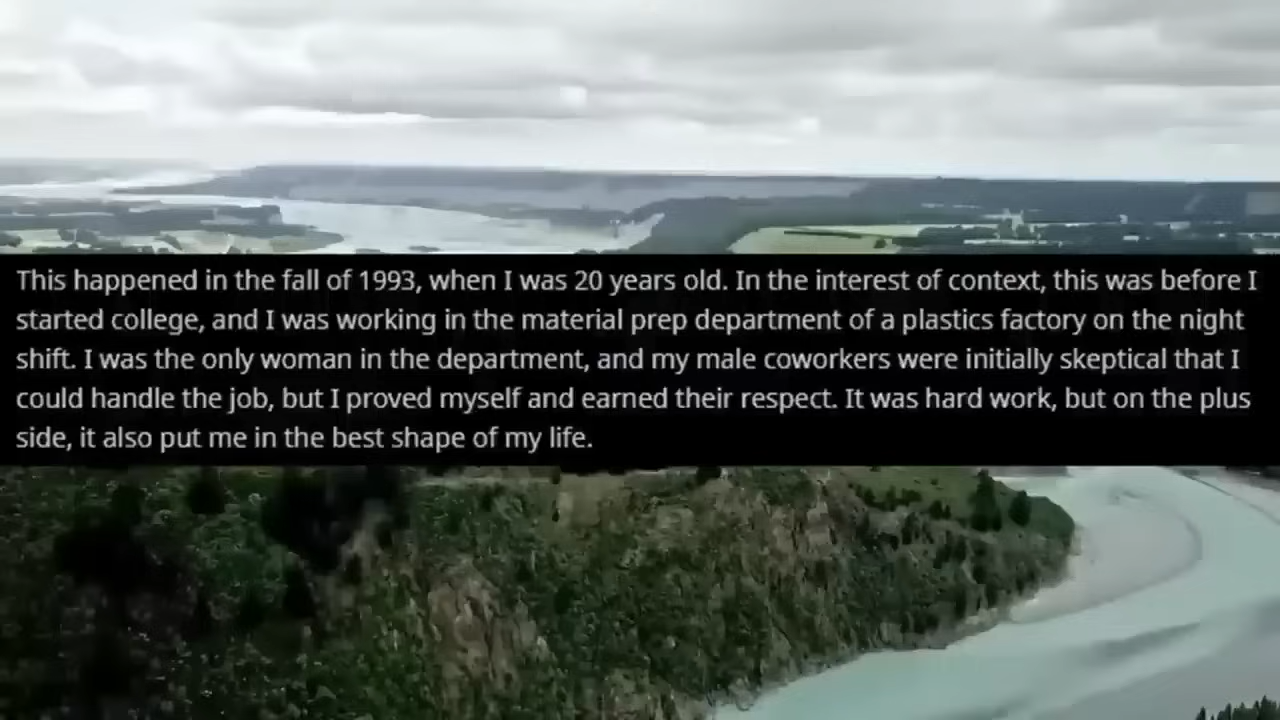 This happened in the fall of 1993, when I was 20 years old. In the interest of context, this was before I
started college, and I was working in the material prep department of a plastics factory on the night
shift. I was the only woman in the department, and my male coworkers were initially skeptical that I
could handle the job, but I proved myself and earned their respect. It was hard work, but on the plus
side, it also put me in the best shape of my life.